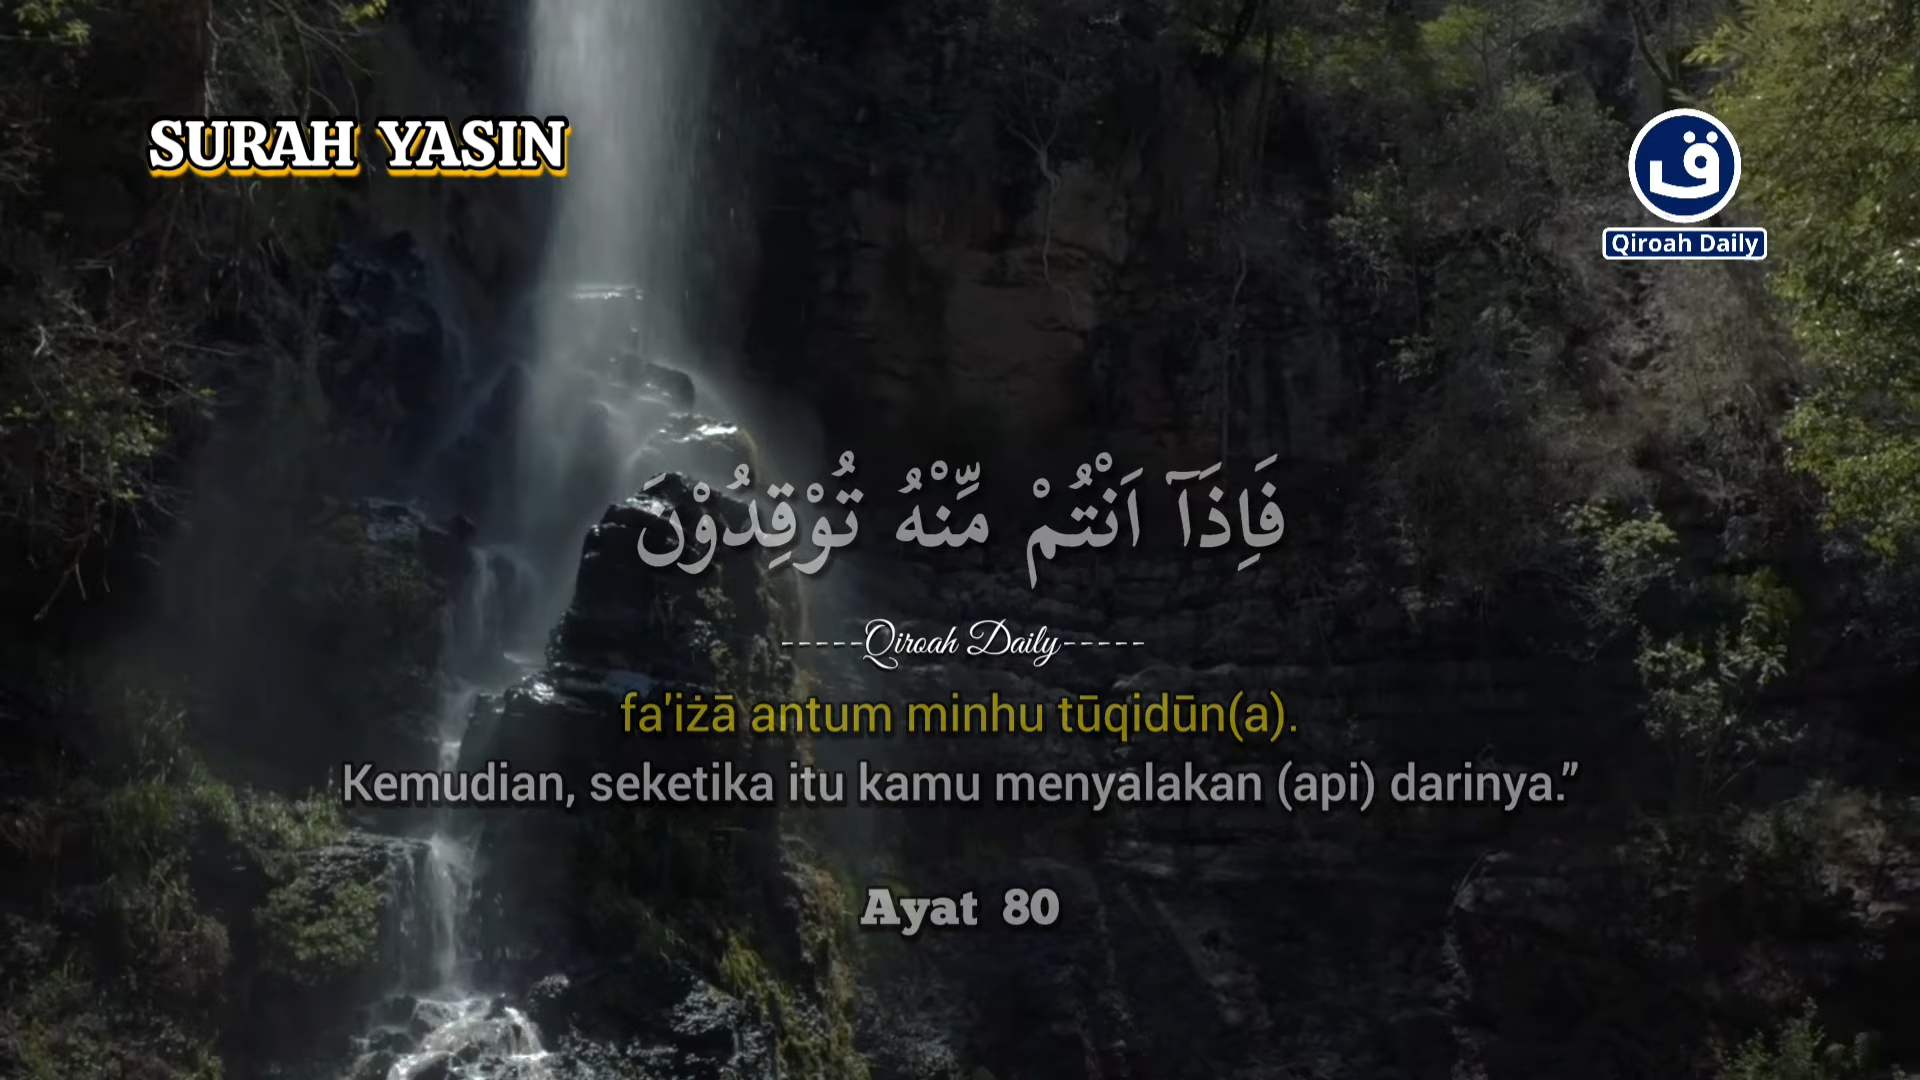 SURAH YASIN
ق
Qiroah Daily
فَاِذَآ اَنْتُمْ مِّنْهُ تُوْقِدُوْنَ
-----Qiroah Daily-----
fa'iżā antum minhu tūqidūn(a).
Kemudian, seketika itu kamu menyalakan (api) darinya.”
Ayat 80